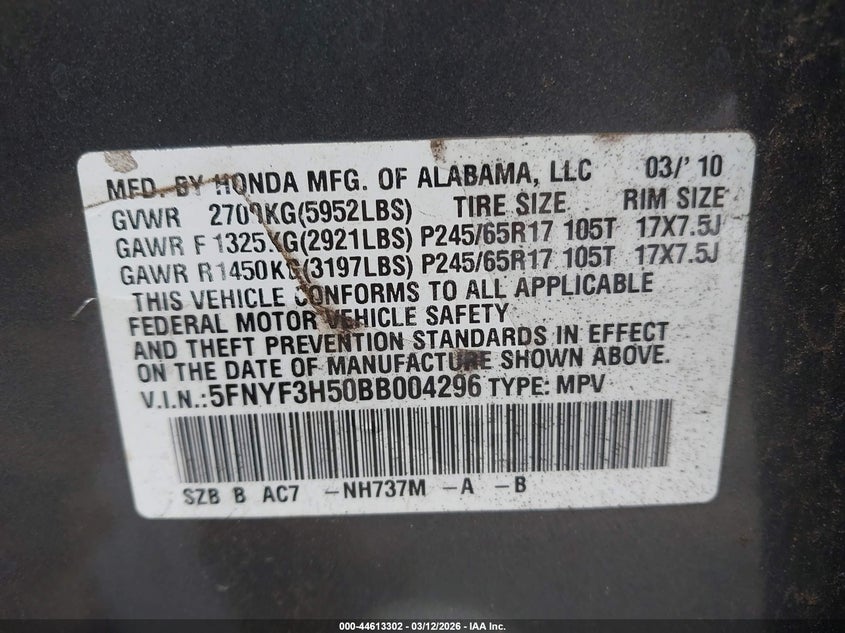 MFD. BY HONDA MFG. OF ALABAMA, LLC 03/'10
GVWR 2700KG(5952LBS) TIRE SIZE RIM SIZE
GAWR F 1325KG(2921LBS) P245/65R17 105T 17X7.5J
GAWR R1450KG(3197LBS) P245/65R17 105T 17X7.5J
THIS VEHICLE CONFORMS TO ALL APPLICABLE
FEDERAL MOTOR VEHICLE SAFETY
AND THEFT PREVENTION STANDARDS IN EFFECT
ON THE DATE OF MANUFACTURE SHOWN ABOVE.
V.I.N.:5FNYF3H50BB004296 TYPE: MPV
SZB B AC7 -NH737M -A -B
000-44613302 - 03/12/2026 - IAA Inc.